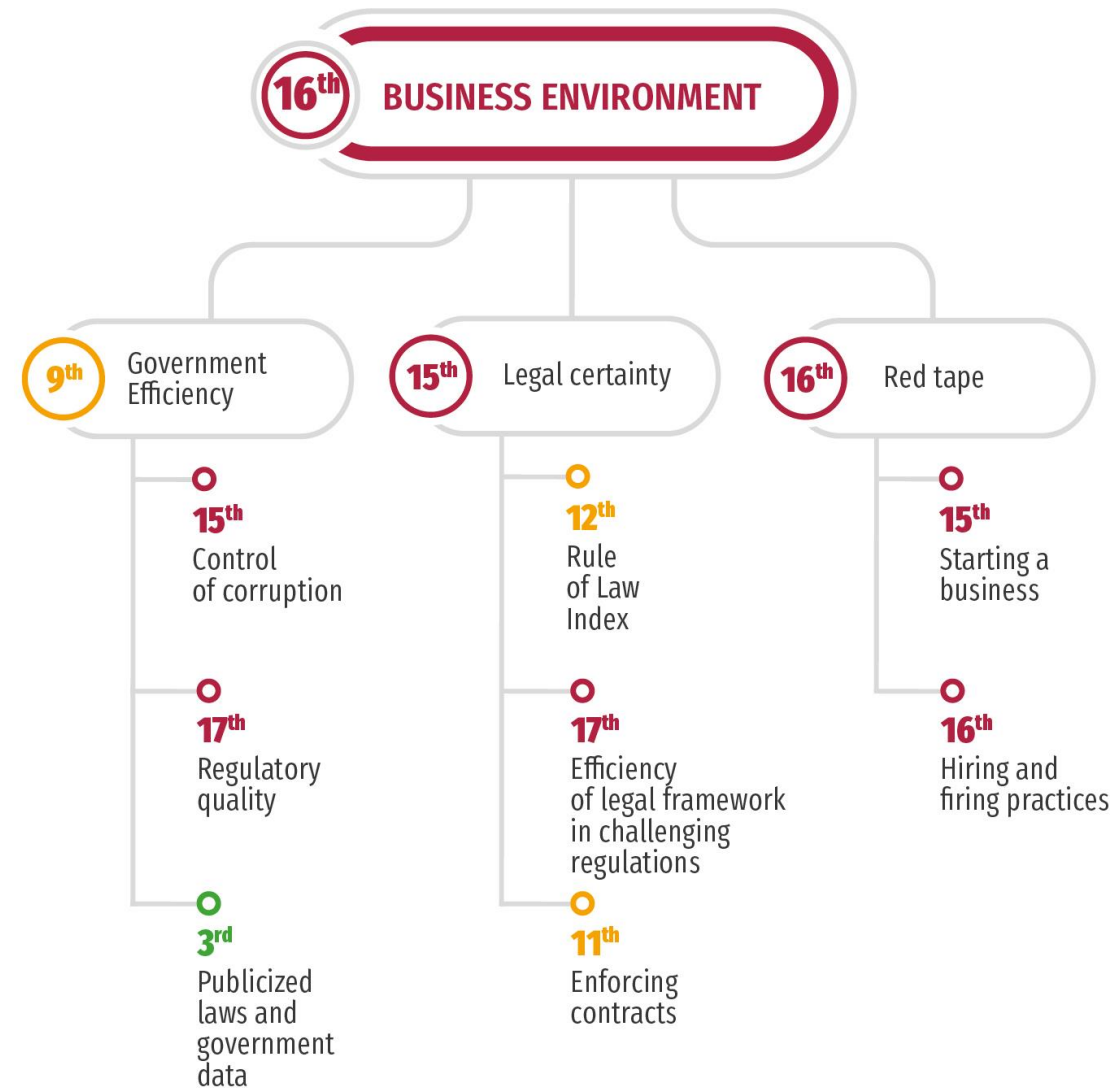 16th
BUSINESS ENVIRONMENT
9th
Government
Efficiency
15th
Control
of corruption
17th
Regulatory
quality
3rd
Publicized
laws and
government
data
15th
Legal certainty
12th
Rule
of Law
Index
17th
Efficiency
of legal framework
in challenging
regulations
11th
Enforcing
contracts
16th
Red tape
15th
Starting a
business
16th
Hiring and
firing practices